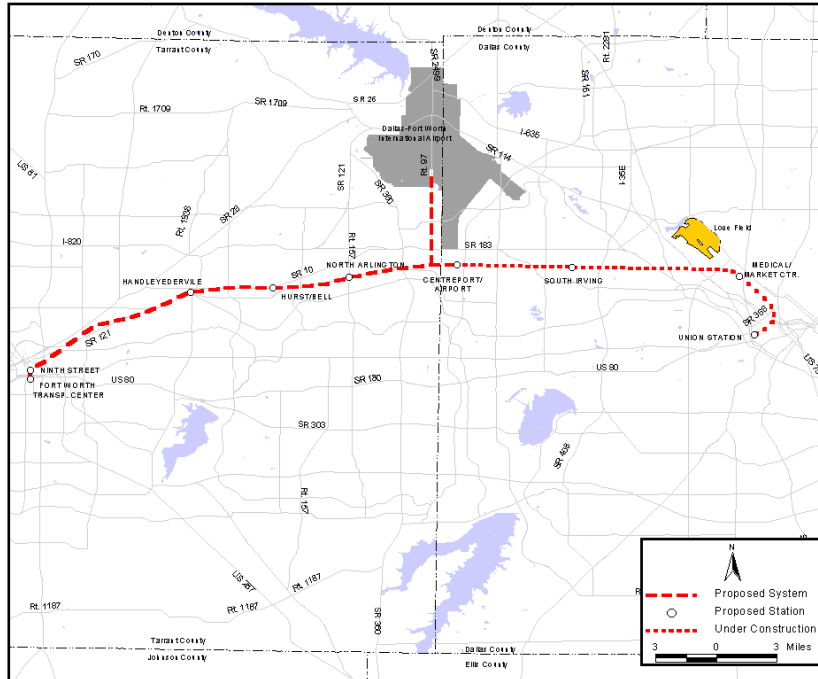 Denton County
Tarrant County
Denton County
Dallas County
SR 170
SR 2499
Rt. 2281
SR 161
Rt. 1709
SR 1709
SR 26
Dallas-Fort Worth
International Airport
I-635
SR 114
Rt. 97
I-35E
US 81
SR 121
SR 360
Rt. 1938
SR 26
Love Field
I-820
Rt. 157
SR 183
NORTH ARLINGTON
MEDICAL/
MARKET CTR.
HANDLEYEDERVILE
SR 10
HURST/BELL
CENTREPORT/
AIRPORT
SOUTH IRVING
SR 366
SR 121
UNION STATION
NINTH STREET
FORT WORTH
TRANSP. CENTER
US 80
SR 180
US 80
SR 303
SR 408
Rt. 157
US 287
Rt. 1187
Rt. 1187
Rt. 1187
SR 360
Tarrant County
Johnson County
Dallas County
Ellis County
N
Proposed System
Proposed Station
Under Construction
3 0 3 Miles